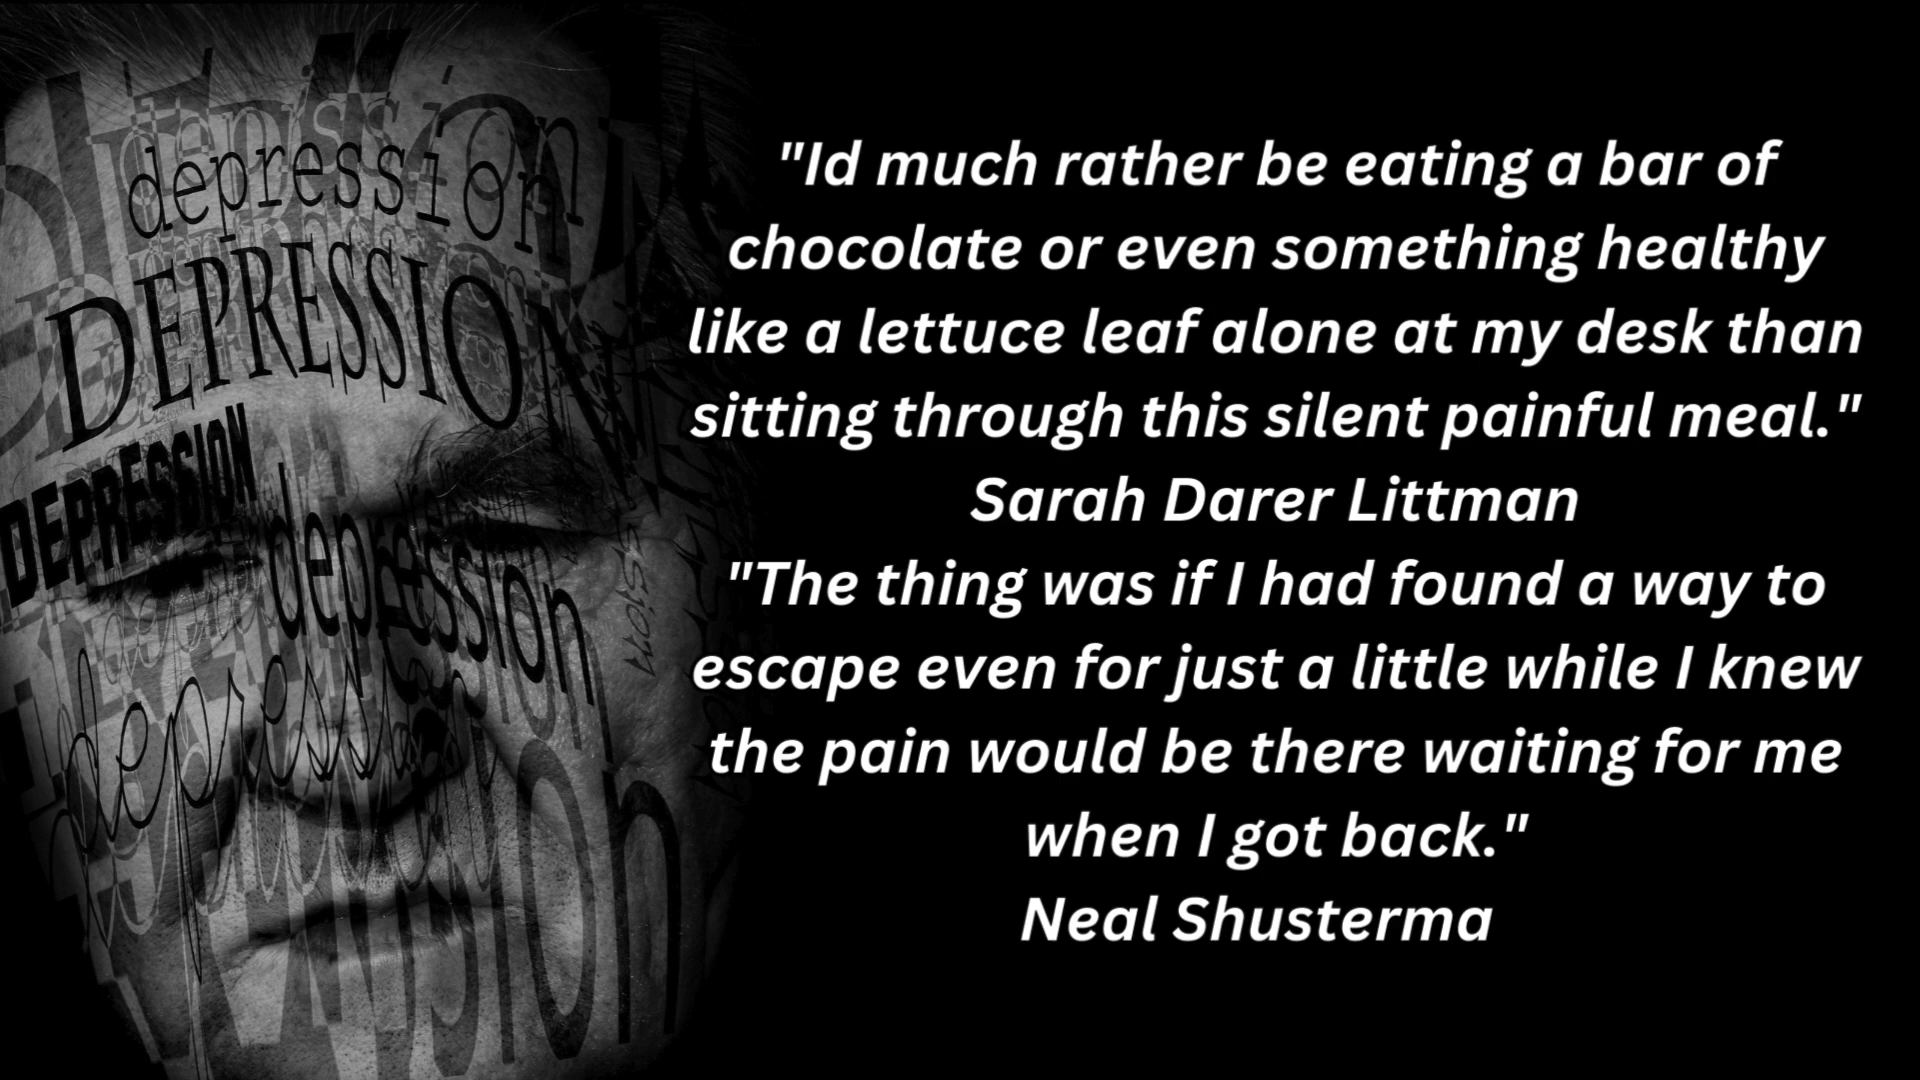 depression
DEPRESSION
DEPRESSION
depression
depression
"Id much rather be eating a bar of
chocolate or even something healthy
like a lettuce leaf alone at my desk than
sitting through this silent painful meal."
Sarah Darer Littman
"The thing was if I had found a way to
escape even for just a little while I knew
the pain would be there waiting for me
when I got back."
Neal Shusterma